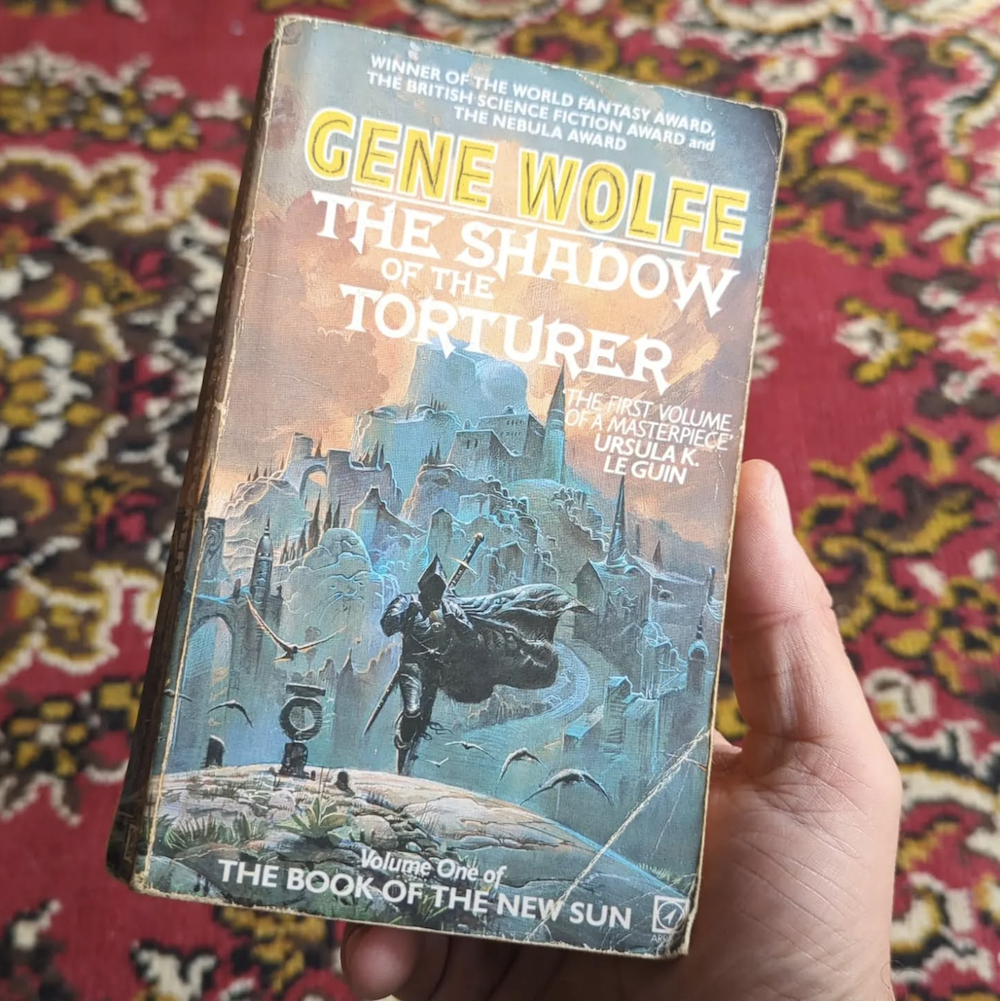 WINNER OF THE WORLD FANTASY AWARD,
THE BRITISH SCIENCE FICTION AWARD and
THE NEBULA AWARD
GENE WOLFE
THE SHADOW
OF THE
TORTURER
'THE FIRST VOLUME
OF A MASTERPIECE'
URSULA K.
LE GUIN
Volume One of
THE BOOK OF THE NEW SUN